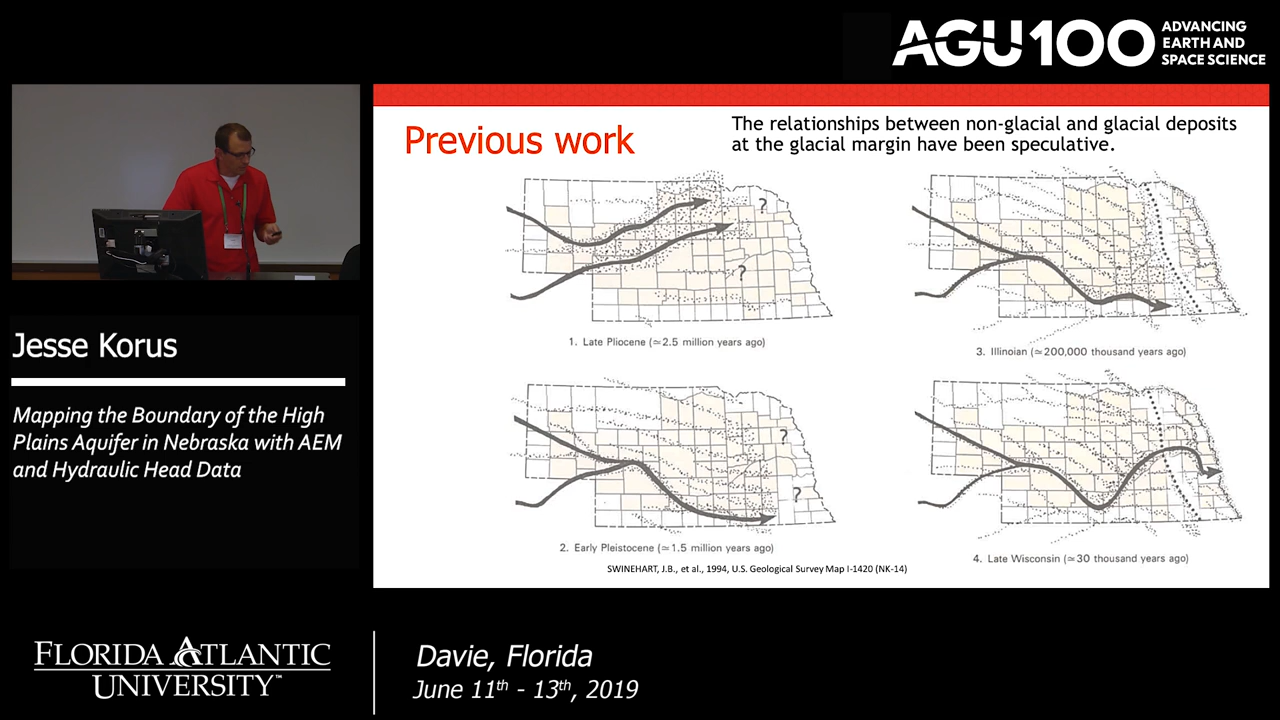 AGU100
ADVANCING
EARTH AND
SPACE SCIENCE
Previous work
The relationships between non-glacial and glacial deposits
at the glacial margin have been speculative.
?
?
1. Late Pliocene (≃2.5 million years ago)
3. Illinoian (≃200,000 thousand years ago)
?
?
2. Early Pleistocene (≃1.5 million years ago)
4. Late Wisconsin (≃30 thousand years ago)
SWINEHART, J.B., et al., 1994, U.S. Geological Survey Map I-1420 (NK-14)
Jesse Korus
Mapping the Boundary of the High
Plains Aquifer in Nebraska with AEM
and Hydraulic Head Data
FLORIDA ATLANTIC
UNIVERSITY™
Davie, Florida
June 11th - 13th, 2019